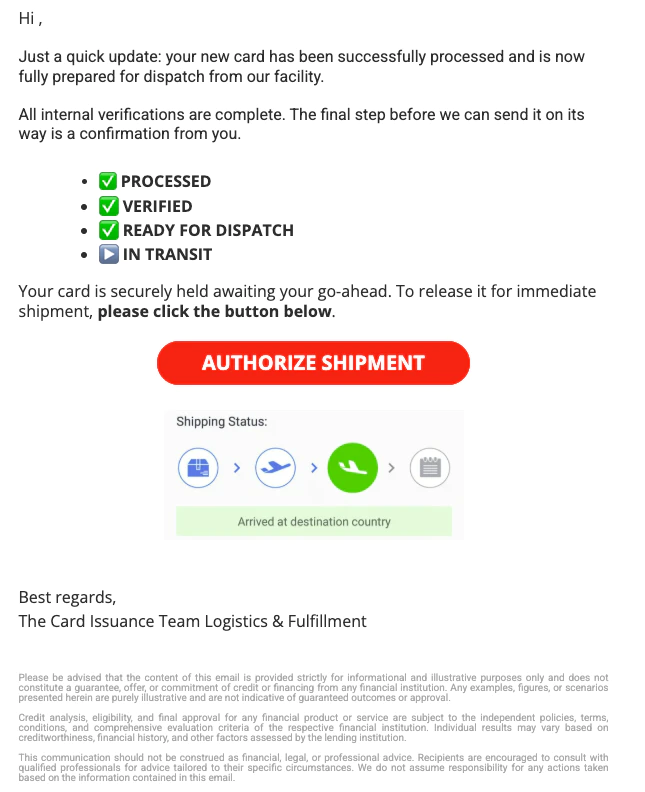 Hi ,
Just a quick update: your new card has been successfully processed and is now
fully prepared for dispatch from our facility.
All internal verifications are complete. The final step before we can send it on its
way is a confirmation from you.
• ✅ PROCESSED
• ✅ VERIFIED
• ✅ READY FOR DISPATCH
• ▶️ IN TRANSIT
Your card is securely held awaiting your go-ahead. To release it for immediate
shipment, please click the button below.
AUTHORIZE SHIPMENT
Shipping Status:
Arrived at destination country
Best regards,
The Card Issuance Team Logistics & Fulfillment
Please be advised that the content of this email is provided strictly for informational and illustrative purposes only and does not
constitute a guarantee, offer, or commitment of credit or financing from any financial institution. Any examples, figures, or scenarios
presented herein are purely illustrative and are not indicative of guaranteed outcomes or approval.
Credit analysis, eligibility, and final approval for any financial product or service are subject to the independent policies, terms,
conditions, and comprehensive evaluation criteria of the respective financial institution. Individual results may vary based on
creditworthiness, financial history, and other factors assessed by the lending institution.
This communication should not be construed as financial, legal, or professional advice. Recipients are encouraged to consult with
qualified professionals for advice tailored to their specific circumstances. We do not assume responsibility for any actions taken
based on the information contained in this email.